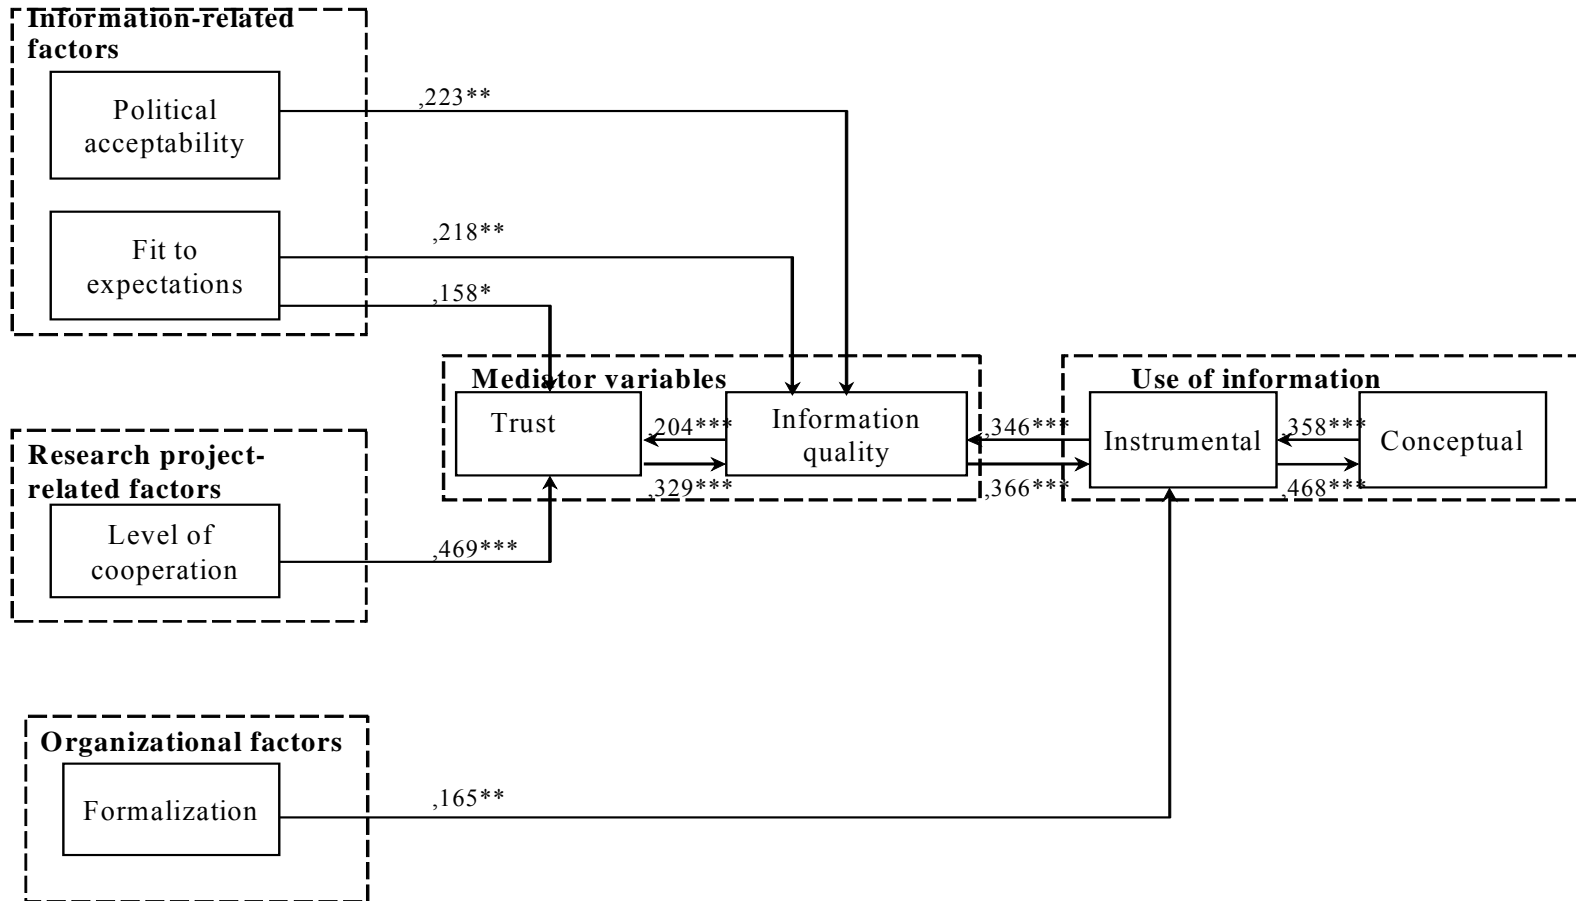 Information-related
factors
Political
acceptability
,223**
Fit to
expectations
,218**
,158*
Mediator variables
Trust
,204***
,329***
Information
quality
,346***
,366***
Use of information
Instrumental
,358***
,468***
Conceptual
Research project-
related factors
Level of
cooperation
,469***
Organizational factors
Formalization
,165**